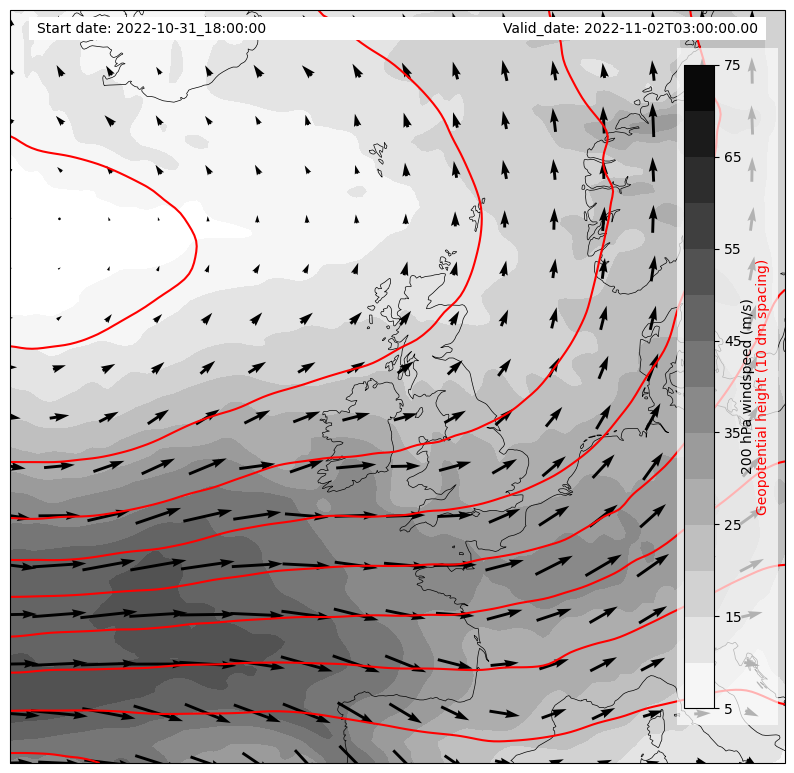 Start date: 2022-10-31_18:00:00 Valid_date: 2022-11-02T03:00:00.00
75
65
55
45
35
25
15
5
200 hPa windspeed (m/s)
Geopotential height (10 dm spacing)